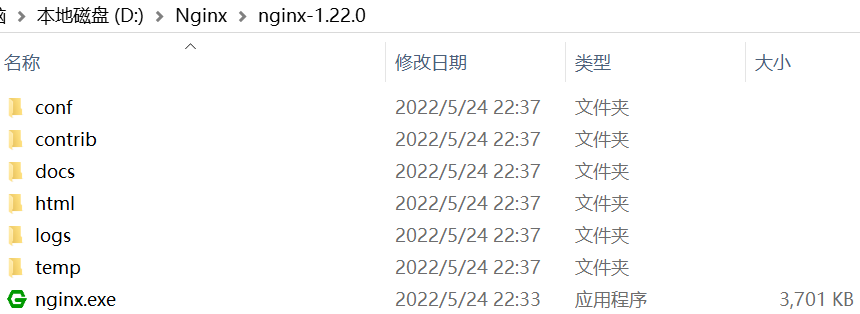 本地磁盘 (D:) > Nginx > nginx-1.22.0
名称 修改日期 类型 大小
conf 2022/5/24 22:37 文件夹
contrib 2022/5/24 22:37 文件夹
docs 2022/5/24 22:37 文件夹
html 2022/5/24 22:37 文件夹
logs 2022/5/24 22:37 文件夹
temp 2022/5/24 22:37 文件夹
nginx.exe 2022/5/24 22:33 应用程序 3,701 KB